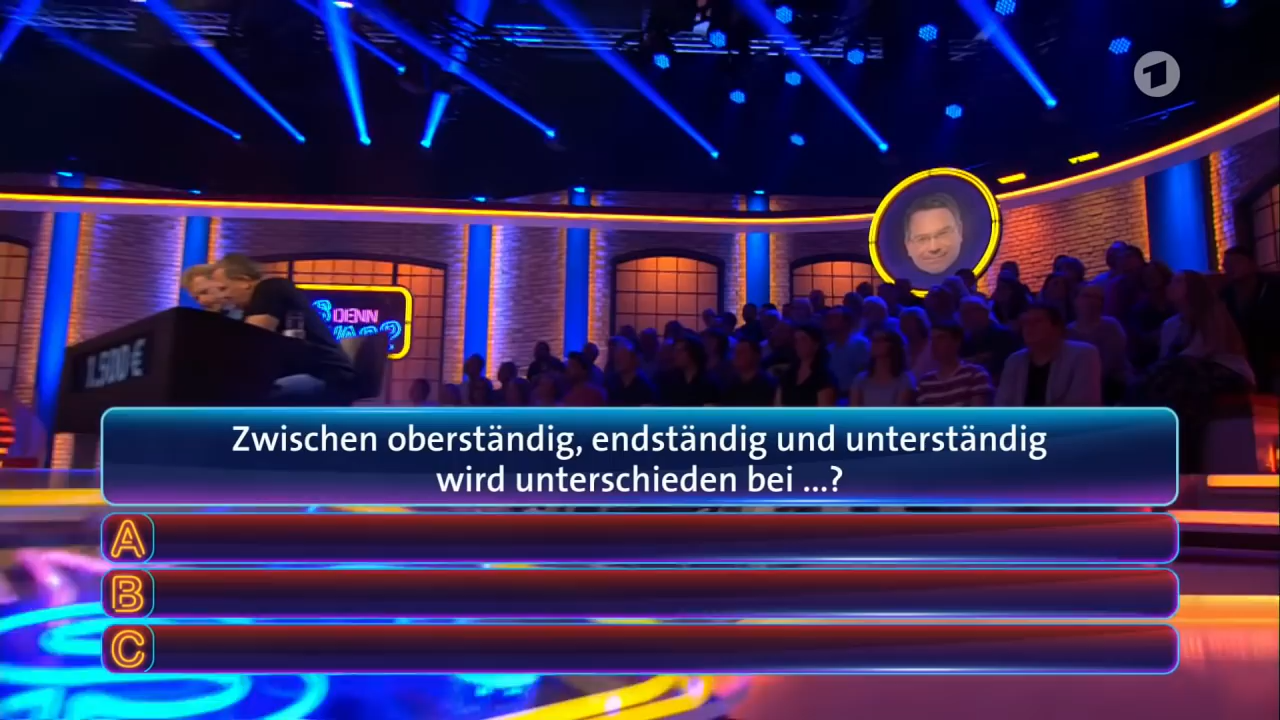 1
1.500€
DENN
Zwischen oberständig, endständig und unterständig
wird unterschieden bei ...?
A
B
C